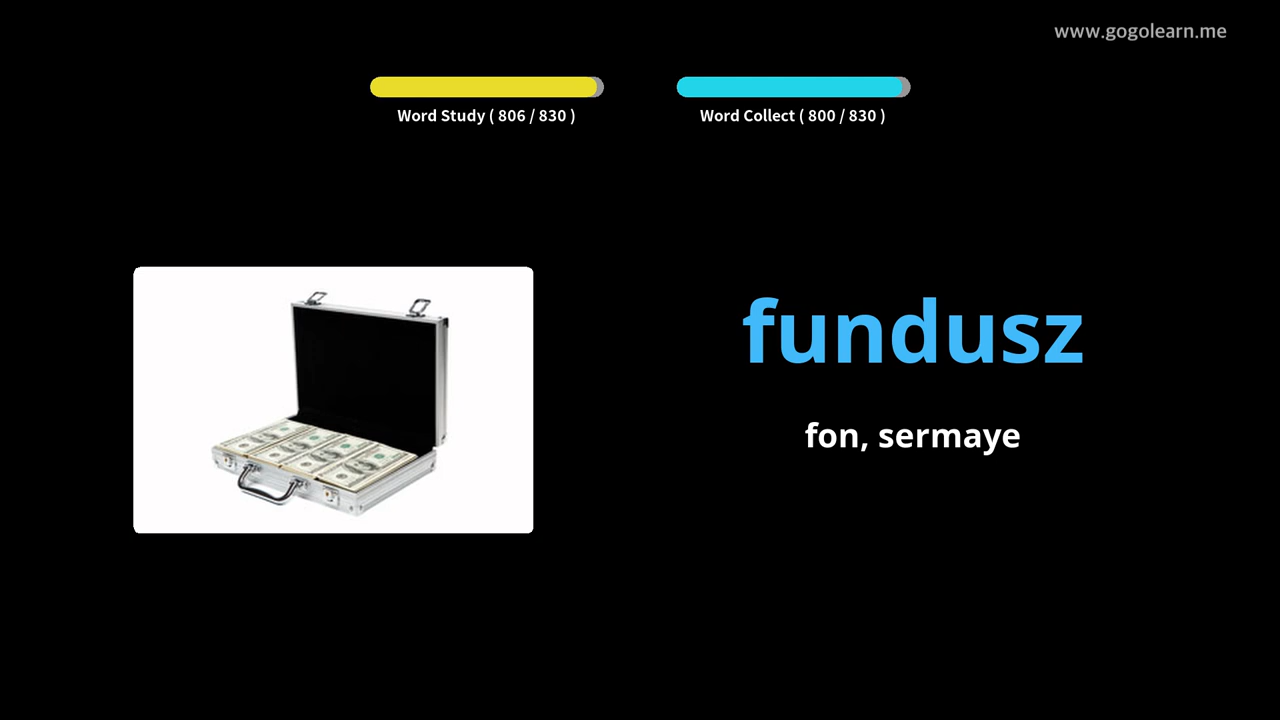 www.gogolearn.me
Word Study ( 806 / 830 )
Word Collect ( 800 / 830 )
fundusz
fon, sermaye